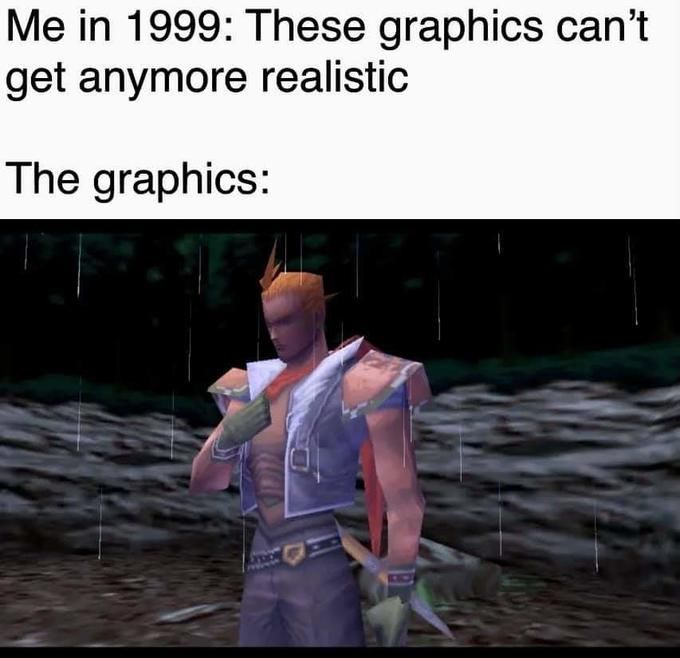 Me in 1999: These graphics can’t
get anymore realistic
The graphics: